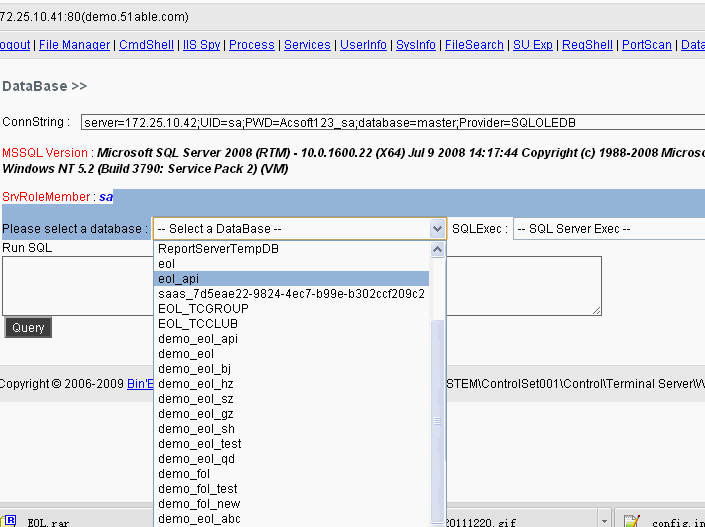 72.25.10.41:80(demo.51able.com)
ogout | File Manager | CmdShell | IIS Spy | Process | Services | UserInfo | SysInfo | FileSearch | SU Exp | RegShell | PortScan | Data
DataBase >>
ConnString : server=172.25.10.42;UID=sa;PWD=Acsoft123_sa;database=master;Provider=SQLOLEDB
MSSQL Version : Microsoft SQL Server 2008 (RTM) - 10.0.1600.22 (X64) Jul 9 2008 14:17:44 Copyright (c) 1988-2008 Microso
Windows NT 5.2 (Build 3790: Service Pack 2) (VM)
SrvRoleMember : sa
Please select a database : -- Select a DataBase -- SQLExec : -- SQL Server Exec --
Run SQL
ReportServerTempDB
eol
eol_api
saas_7d5eae22-9824-4ec7-b99e-b302ccf209c2
EOL_TCGROUP
EOL_TCCLUB
Query
demo_eol_api
demo_eol
demo_eol_bj
demo_eol_hz
Copyright © 2006-2009 Bin'E STEM\ControlSet001\Control\Terminal Server\W
demo_eol_sz
demo_eol_gz
demo_eol_sh
demo_eol_test
demo_eol_qd
demo_fol
demo_fol_test
demo_fol_new
demo_eol_abc
EOL.rar 20111220.gif config.in